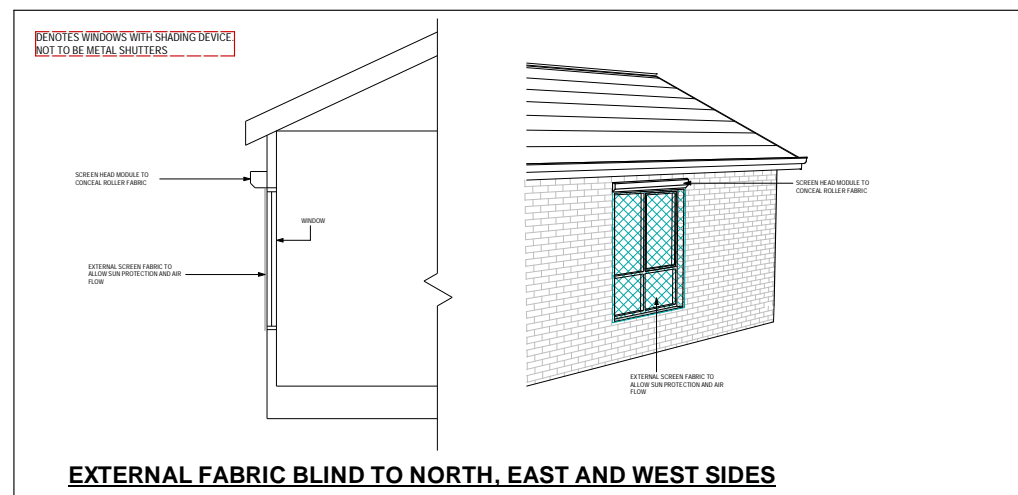 DENOTES WINDOWS WITH SHADING DEVICE.
NOT TO BE METAL SHUTTERS
SCREEN HEAD MODULE TO
CONCEAL ROLLER FABRIC
WINDOW
EXTERNAL SCREEN FABRIC TO
ALLOW SUN PROTECTION AND AIR
FLOW
SCREEN HEAD MODULE TO
CONCEAL ROLLER FABRIC
EXTERNAL SCREEN FABRIC TO
ALLOW SUN PROTECTION AND AIR
FLOW
EXTERNAL FABRIC BLIND TO NORTH, EAST AND WEST SIDES